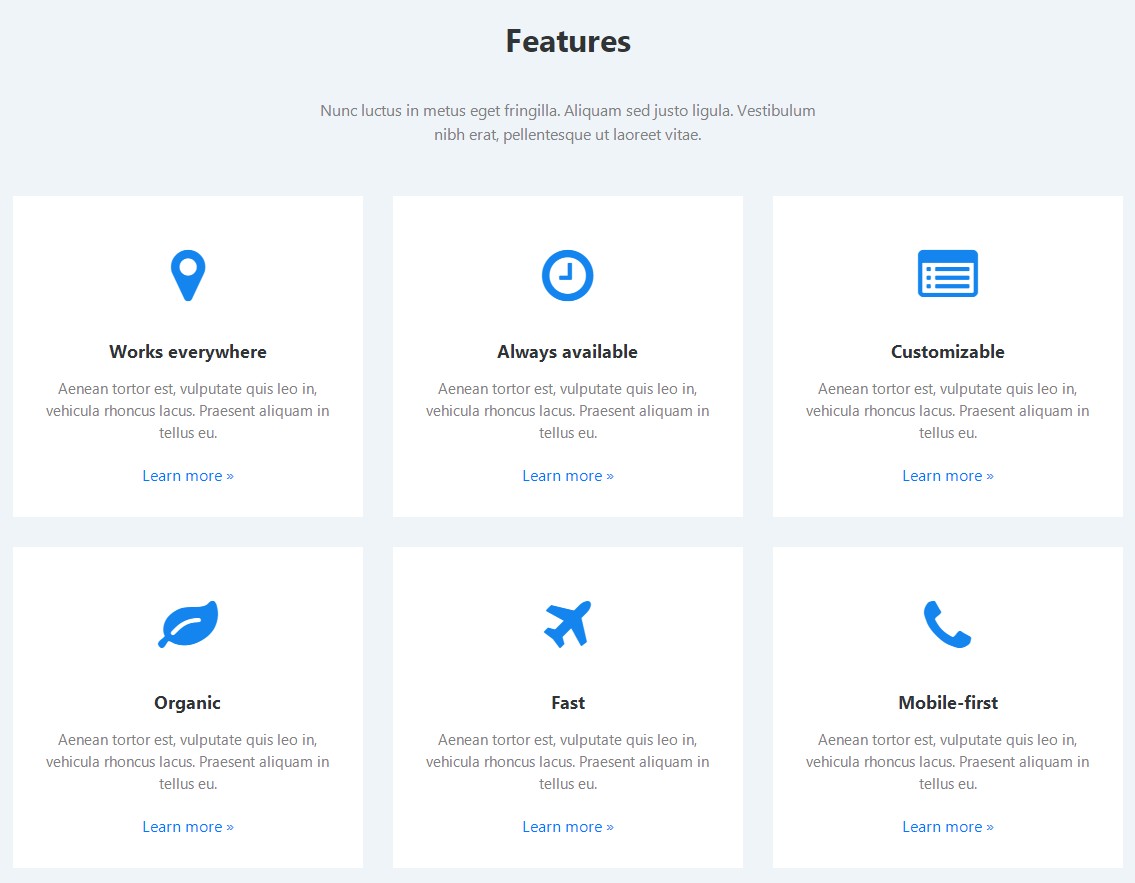 Features
Nunc luctus in metus eget fringilla. Aliquam sed justo ligula. Vestibulum
nibh erat, pellentesque ut laoreet vitae.
Works everywhere
Aenean tortor est, vulputate quis leo in,
vehicula rhoncus lacus. Praesent aliquam in
tellus eu.
Learn more »
Always available
Aenean tortor est, vulputate quis leo in,
vehicula rhoncus lacus. Praesent aliquam in
tellus eu.
Learn more »
Customizable
Aenean tortor est, vulputate quis leo in,
vehicula rhoncus lacus. Praesent aliquam in
tellus eu.
Learn more »
Organic
Aenean tortor est, vulputate quis leo in,
vehicula rhoncus lacus. Praesent aliquam in
tellus eu.
Learn more »
Fast
Aenean tortor est, vulputate quis leo in,
vehicula rhoncus lacus. Praesent aliquam in
tellus eu.
Learn more »
Mobile-first
Aenean tortor est, vulputate quis leo in,
vehicula rhoncus lacus. Praesent aliquam in
tellus eu.
Learn more »